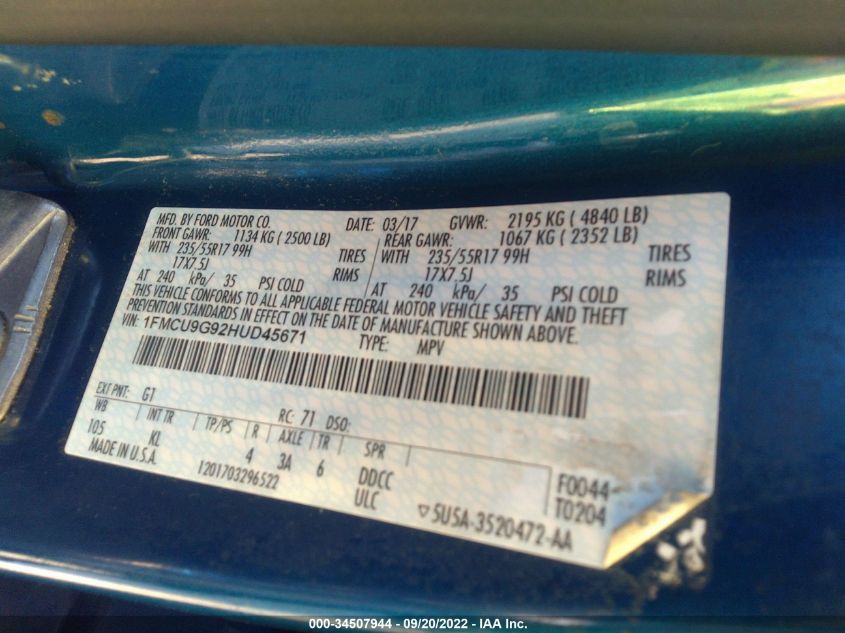 MFD. BY FORD MOTOR CO. DATE: 03/17 GVWR: 2195 KG ( 4840 LB)
FRONT GAWR: 1134 KG ( 2500 LB) REAR GAWR: 1067 KG ( 2352 LB)
WITH 235/55R17 99H TIRES WITH 235/55R17 99H TIRES
17X7.5J RIMS 17X7.5J RIMS
AT 240 kPa/ 35 PSI COLD AT 240 kPa/ 35 PSI COLD
THIS VEHICLE CONFORMS TO ALL APPLICABLE FEDERAL MOTOR VEHICLE SAFETY AND THEFT
PREVENTION STANDARDS IN EFFECT ON THE DATE OF MANUFACTURE SHOWN ABOVE.
VIN: 1FMCU9G92HUD45671 TYPE: MPV
EXT PNT: G1 RC: 71 DSO:
WB INT TR TP/PS R AXLE TR SPR
105 KL 4 3A 6 DDCC F0044-
MADE IN U.S.A. 1201703296522 ULC T0204
5U5A-3520472-AA
000-34507944 - 09/20/2022 - IAA Inc.